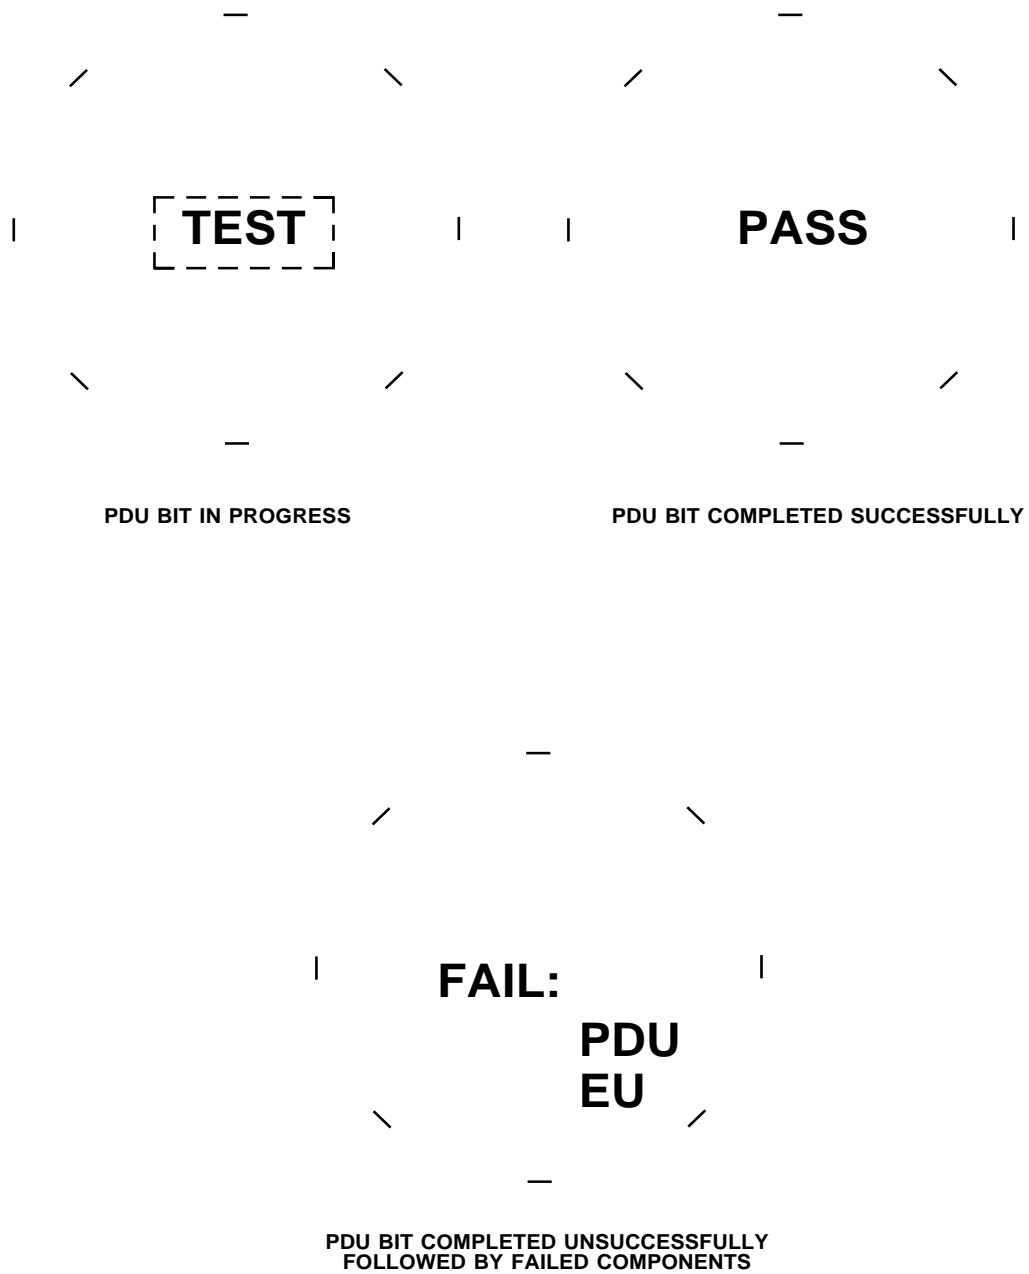 TEST
PASS
PDU BIT IN PROGRESS
PDU BIT COMPLETED SUCCESSFULLY
FAIL:
PDU
EU
PDU BIT COMPLETED UNSUCCESSFULLY
FOLLOWED BY FAILED COMPONENTS